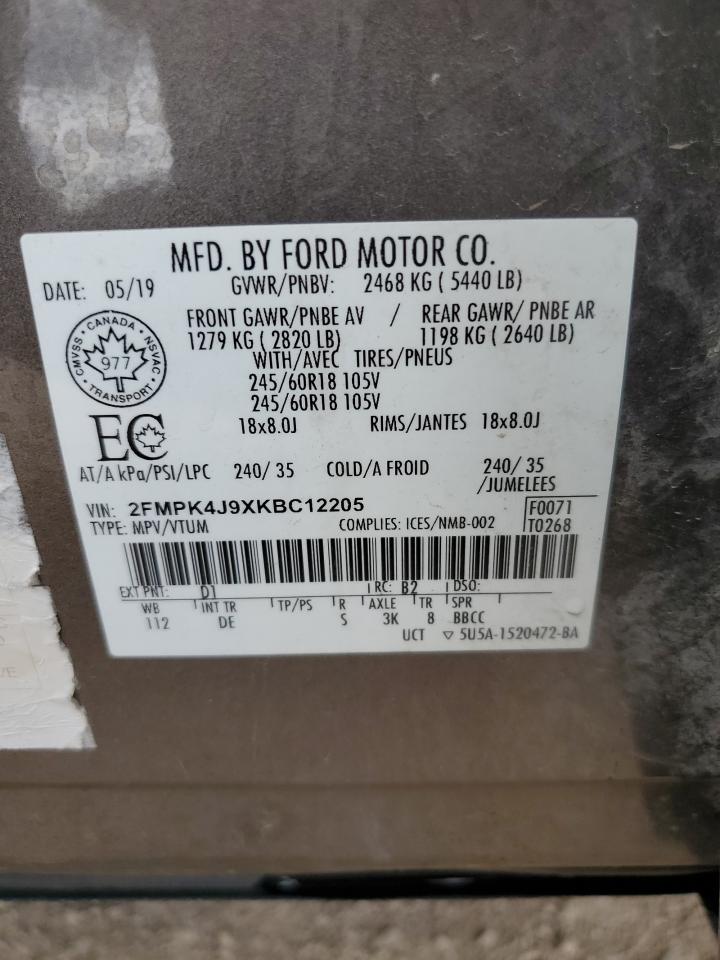 MFD. BY FORD MOTOR CO.
DATE: 05/19 GVWR/PNBV: 2468 KG ( 5440 LB)
FRONT GAWR/PNBE AV / REAR GAWR/ PNBE AR
1279 KG ( 2820 LB) 1198 KG ( 2640 LB)
WITH/AVEC TIRES/PNEUS
245/60R18 105V
245/60R18 105V
18x8.0J RIMS/JANTES 18x8.0J
CANADA
CMVSS 977 NSVAC
TRANSPORT
EC
AT/A kPa/PSI/LPC 240/ 35 COLD/A FROID 240/ 35
/JUMELEES
VIN: 2FMPK4J9XKBC12205 F0071
TYPE: MPV/VTUM COMPLIES: ICES/NMB-002 T0268
EXT PNT: D1 RC: B2 DSO:
WB INT TR TP/PS R AXLE TR SPR
112 DE S 3K 8 BBCC
UCT ▽ 5U5A-1520472-BA